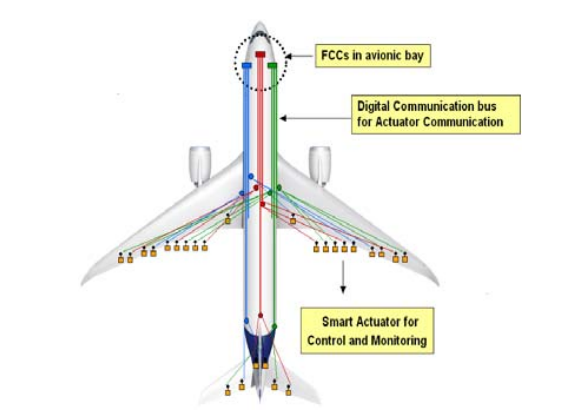 FCCs in avionic bay
Digital Communication bus
for Actuator Communication
Smart Actuator for
Control and Monitoring